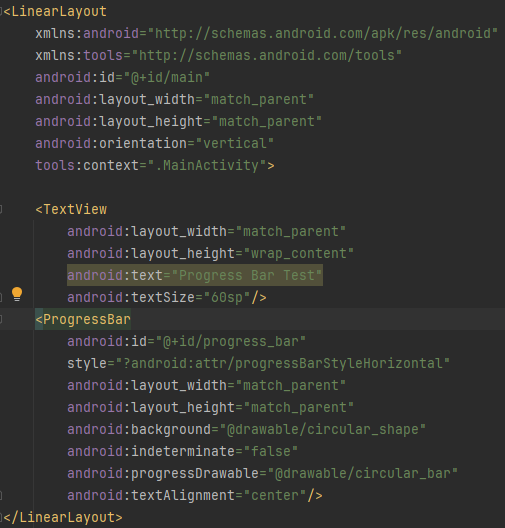 <LinearLayout
xmlns:android="http://schemas.android.com/apk/res/android"
xmlns:tools="http://schemas.android.com/tools"
android:id="@+id/main"
android:layout_width="match_parent"
android:layout_height="match_parent"
android:orientation="vertical"
tools:context=".MainActivity">
<TextView
android:layout_width="match_parent"
android:layout_height="wrap_content"
android:text="Progress Bar Test"
android:textSize="60sp"/>
<ProgressBar
android:id="@+id/progress_bar"
style="?android:attr/progressBarStyleHorizontal"
android:layout_width="match_parent"
android:layout_height="match_parent"
android:background="@drawable/circular_shape"
android:indeterminate="false"
android:progressDrawable="@drawable/circular_bar"
android:textAlignment="center"/>
</LinearLayout>